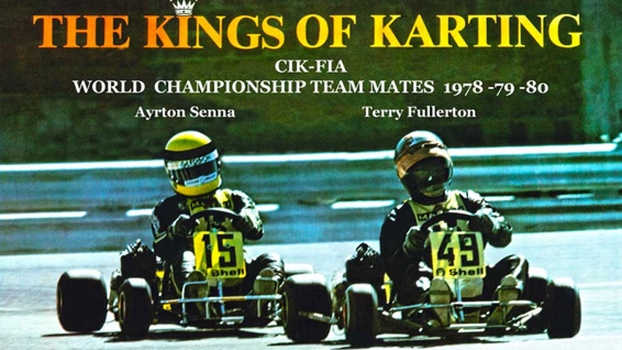 THE KINGS OF KARTING
CIK-FIA
WORLD CHAMPIONSHIP TEAM MATES 1978 -79 -80
Ayrton Senna Terry Fullerton
15 49
Shell Shell